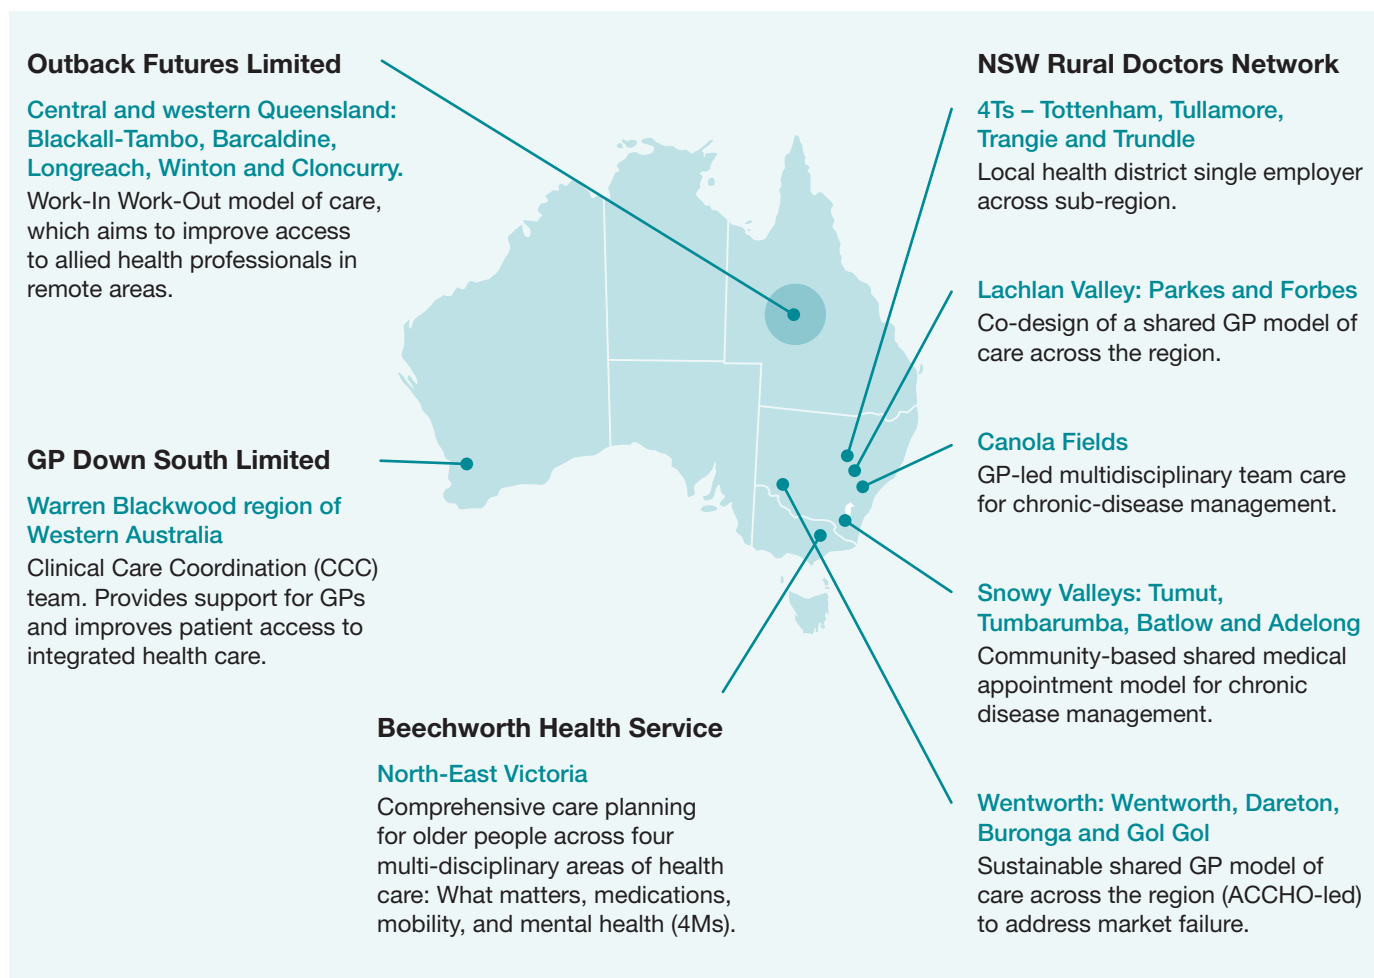 Outback Futures Limited
Central and western Queensland:
Blackall-Tambo, Barcaldine,
Longreach, Winton and Cloncurry.
Work-In Work-Out model of care,
which aims to improve access
to allied health professionals in
remote areas.
GP Down South Limited
Warren Blackwood region of
Western Australia
Clinical Care Coordination (CCC)
team. Provides support for GPs
and improves patient access to
integrated health care.
Beechworth Health Service
North-East Victoria
Comprehensive care planning
for older people across four
multi-disciplinary areas of health
care: What matters, medications,
mobility, and mental health (4Ms).
NSW Rural Doctors Network
4Ts – Tottenham, Tullamore,
Trangie and Trundle
Local health district single employer
across sub-region.
Lachlan Valley: Parkes and Forbes
Co-design of a shared GP model of
care across the region.
Canola Fields
GP-led multidisciplinary team care
for chronic-disease management.
Snowy Valleys: Tumut,
Tumbarumba, Batlow and Adelong
Community-based shared medical
appointment model for chronic
disease management.
Wentworth: Wentworth, Dareton,
Buronga and Gol Gol
Sustainable shared GP model of
care across the region (ACCHO-led)
to address market failure.